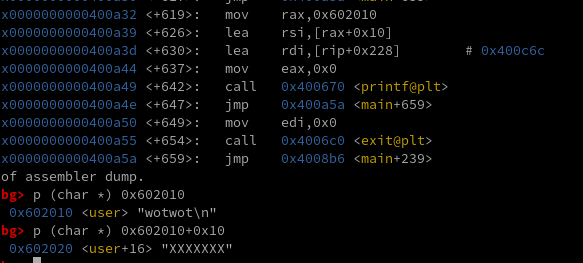 x0000000000400a32 <+619>: mov rax,0x602010
x0000000000400a39 <+626>: lea rsi,[rax+0x10]
x0000000000400a3d <+630>: lea rdi,[rip+0x228] # 0x400c6c
x0000000000400a44 <+637>: mov eax,0x0
x0000000000400a49 <+642>: call 0x400670 <printf@plt>
x0000000000400a4e <+647>: jmp 0x400a5a <main+659>
x0000000000400a50 <+649>: mov edi,0x0
x0000000000400a55 <+654>: call 0x4006c0 <exit@plt>
x0000000000400a5a <+659>: jmp 0x4008b6 <main+239>
of assembler dump.
bg> p (char *) 0x602010
0x602010 <user> "wotwot\n"
bg> p (char *) 0x602010+0x10
0x602020 <user+16> "XXXXXXX"